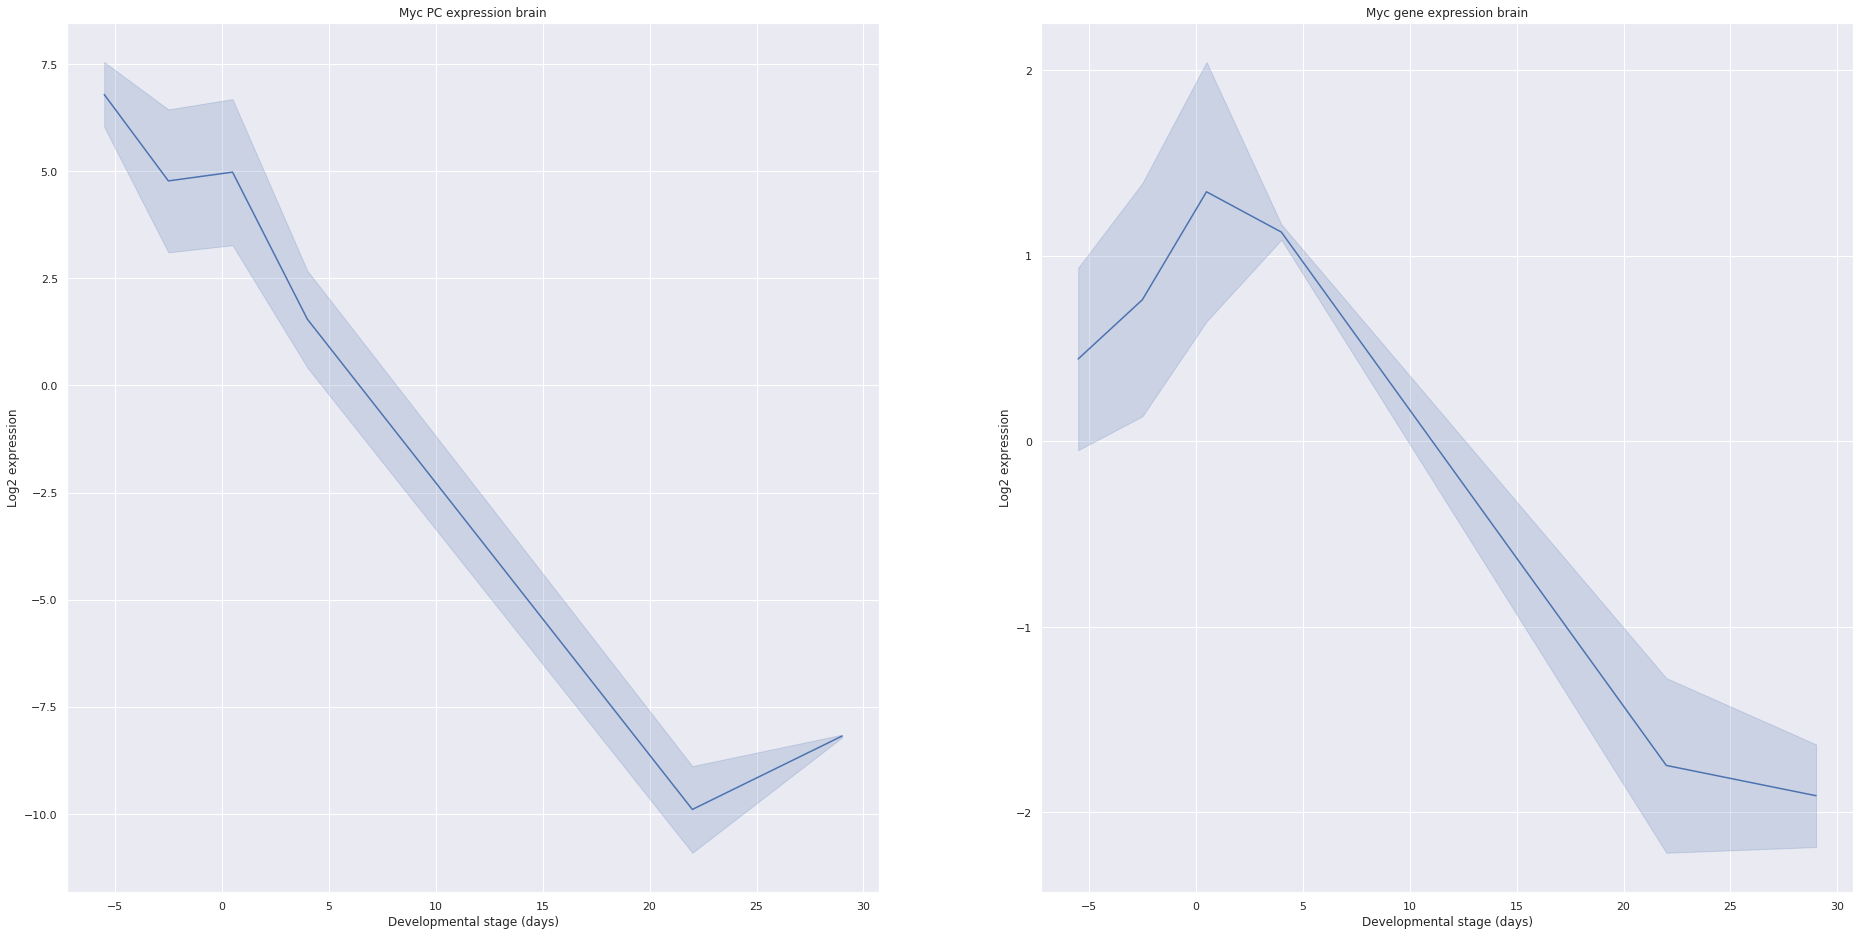 Myc PC expression brain
Log2 expression
7.5
5.0
2.5
0.0
−2.5
−5.0
−7.5
−10.0
−5 0 5 10 15 20 25 30
Developmental stage (days)
Myc gene expression brain
Log2 expression
2
1
0
−1
−2
−5 0 5 10 15 20 25 30
Developmental stage (days)